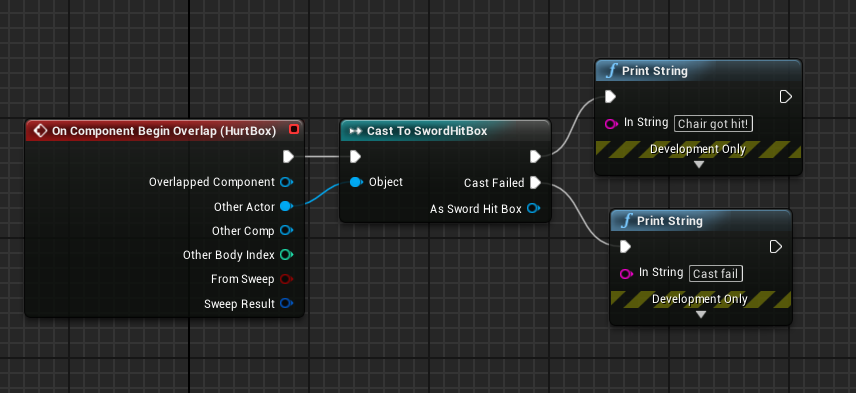 On Component Begin Overlap (HurtBox)
Overlapped Component
Other Actor
Other Comp
Other Body Index
From Sweep
Sweep Result
Cast To SwordHitBox
Object
Cast Failed
As Sword Hit Box
Print String
In String Chair got hit!
Development Only
Print String
In String Cast fail
Development Only